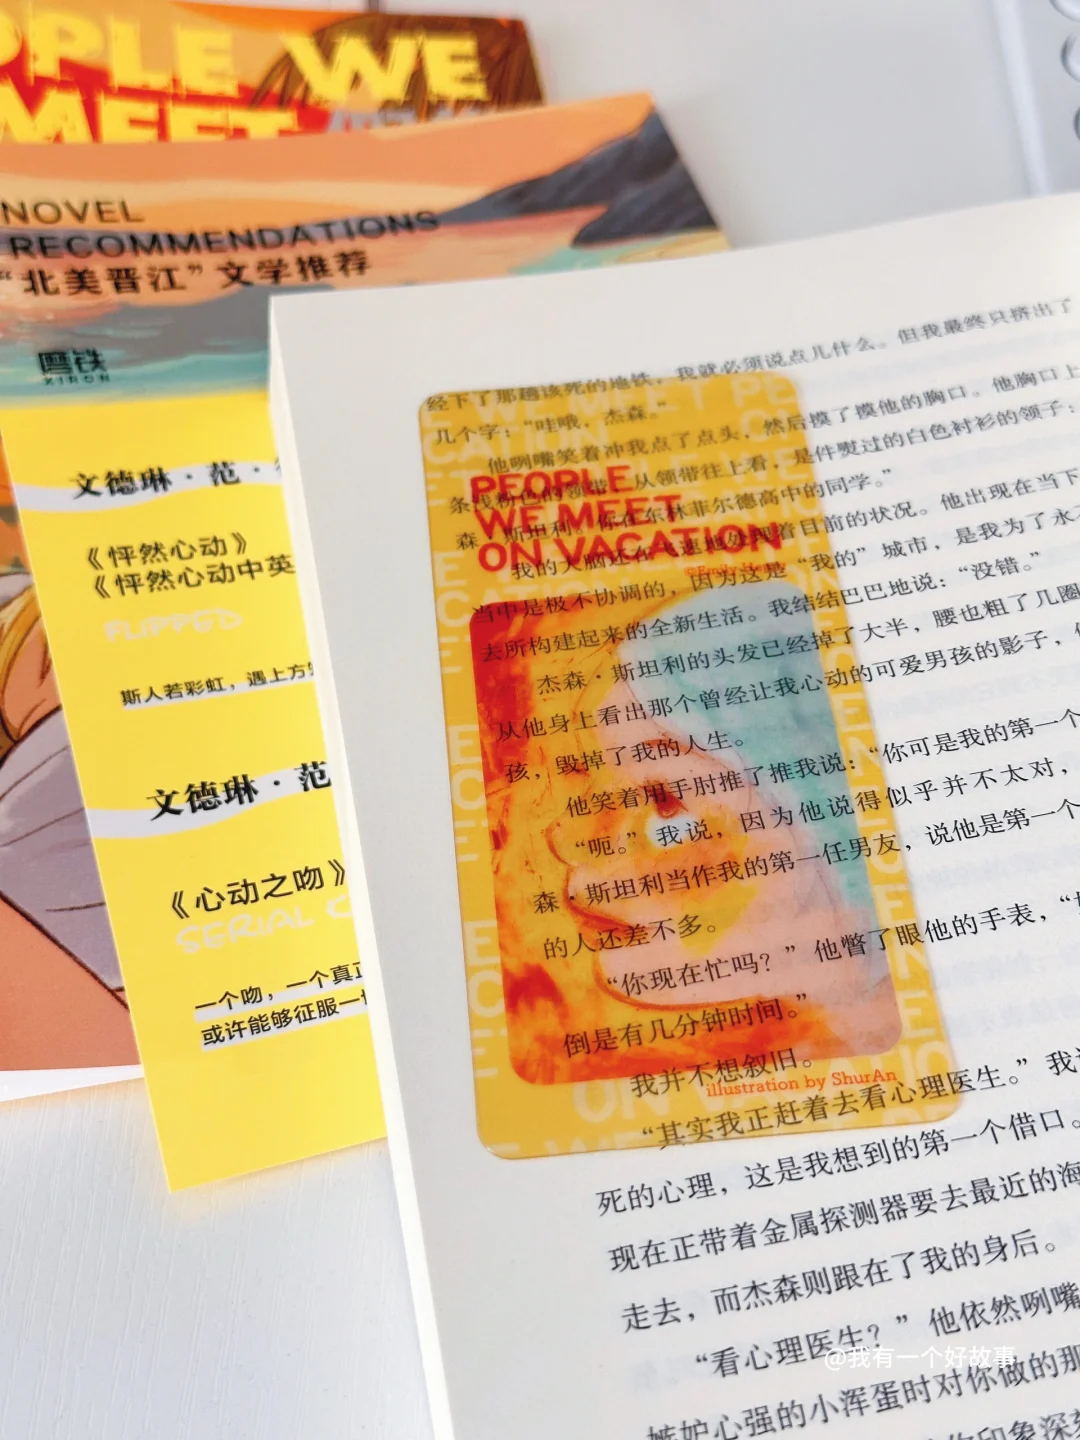 PEOPLE WE
MEET
NOVEL
RECOMMENDATIONS
“北美晋江”文学推荐
磨铁
XIRON
文德琳·范·
《怦然心动》
《怦然心动中英
FLIPPED
斯人若彩虹，遇上方
文德琳·范
《心动之吻》
SERIAL
一个吻，一个真正
或许能够征服一
经下了那趟该死的地铁，我就必须说点儿什么。但我最终只挤出了
几个字：“哇哦，杰森。”
他咧嘴笑着冲我点了点头，然后摸了摸他的胸口。他胸口上
条浅粉色的领带，从领带往上看，是件熨过的白色衬衫的领子：
森·斯坦利，你在东林菲尔德高中的同学。”
我的大脑还在飞速地处理着目前的状况。他出现在当下
当中是极不协调的，因为这是“我的”城市，是我为了永
去所构建起来的全新生活。我结结巴巴地说：“没错。”
杰森·斯坦利的头发已经掉了大半，腰也粗了几圈
从他身上看出那个曾经让我心动的可爱男孩的影子，
孩，毁掉了我的人生。
他笑着用手肘推了推我说：“你可是我的第一个
“呃。”我说，因为他说得似乎并不太对，
森·斯坦利当作我的第一任男友，说他是第一个
的人还差不多。
“你现在忙吗？”他瞥了眼他的手表，“
倒是有几分钟时间。”
我并不想叙旧。
“其实我正赶着去看心理医生。”我
死的心理，这是我想到的第一个借口。
现在正带着金属探测器要去最近的海
走去，而杰森则跟在了我的身后。
“看心理医生？”他依然咧嘴
嫉妒心强的小浑蛋时对你做的那
印象深
PEOPLE
WE MEET
ON VACATION
illustration by ShurAn
@我有一个好故事